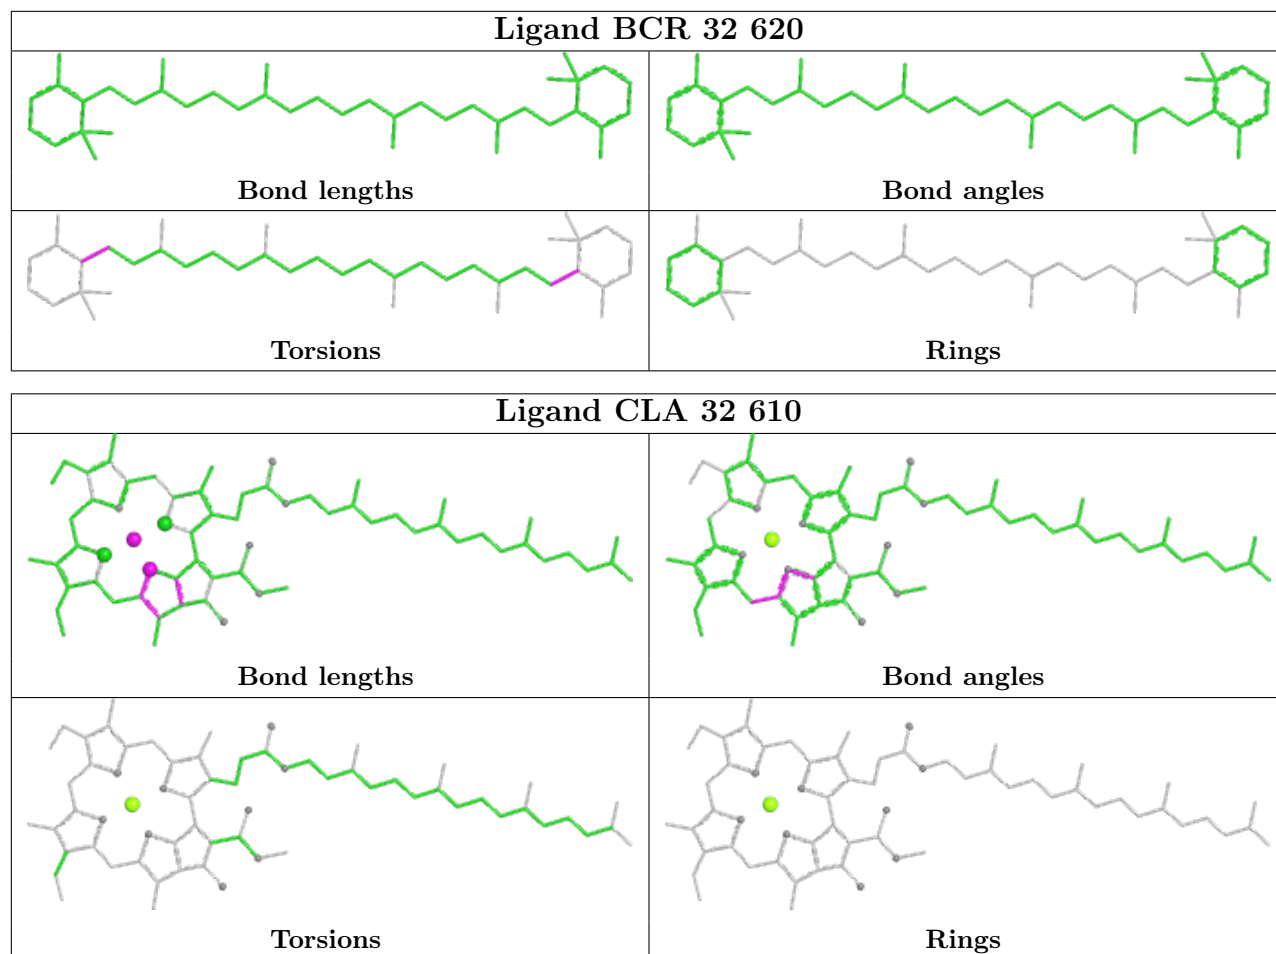 Ligand BCR 32 620
Bond lengths
Bond angles
Torsions
Rings
Ligand CLA 32 610
Bond lengths
Bond angles
Torsions
Rings